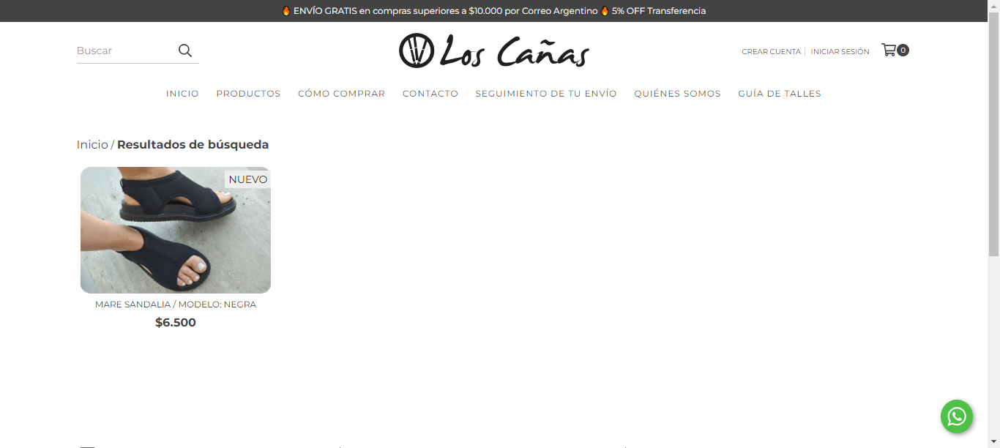 🔥 ENVÍO GRATIS en compras superiores a $10.000 por Correo Argentino 🔥 5% OFF Transferencia
Buscar
Los Cañas
CREAR CUENTA
INICIAR SESIÓN
0
INICIO
PRODUCTOS
CÓMO COMPRAR
CONTACTO
SEGUIMIENTO DE TU ENVÍO
QUIÉNES SOMOS
GUÍA DE TALLES
Inicio / Resultados de búsqueda
NUEVO
MARE SANDALIA / MODELO: NEGRA
$6.500